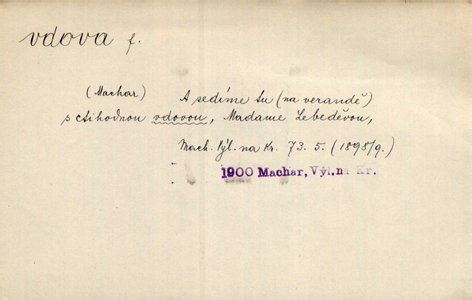 vdova f.
(Machar) A sedíme tu (na verandě)
s ctihodnou vdovou, Madame Lebeděvou,
Mach. Výl. na Kr. 73. 5. (1898/9.)
1900 Machar, Výl. na Kr.